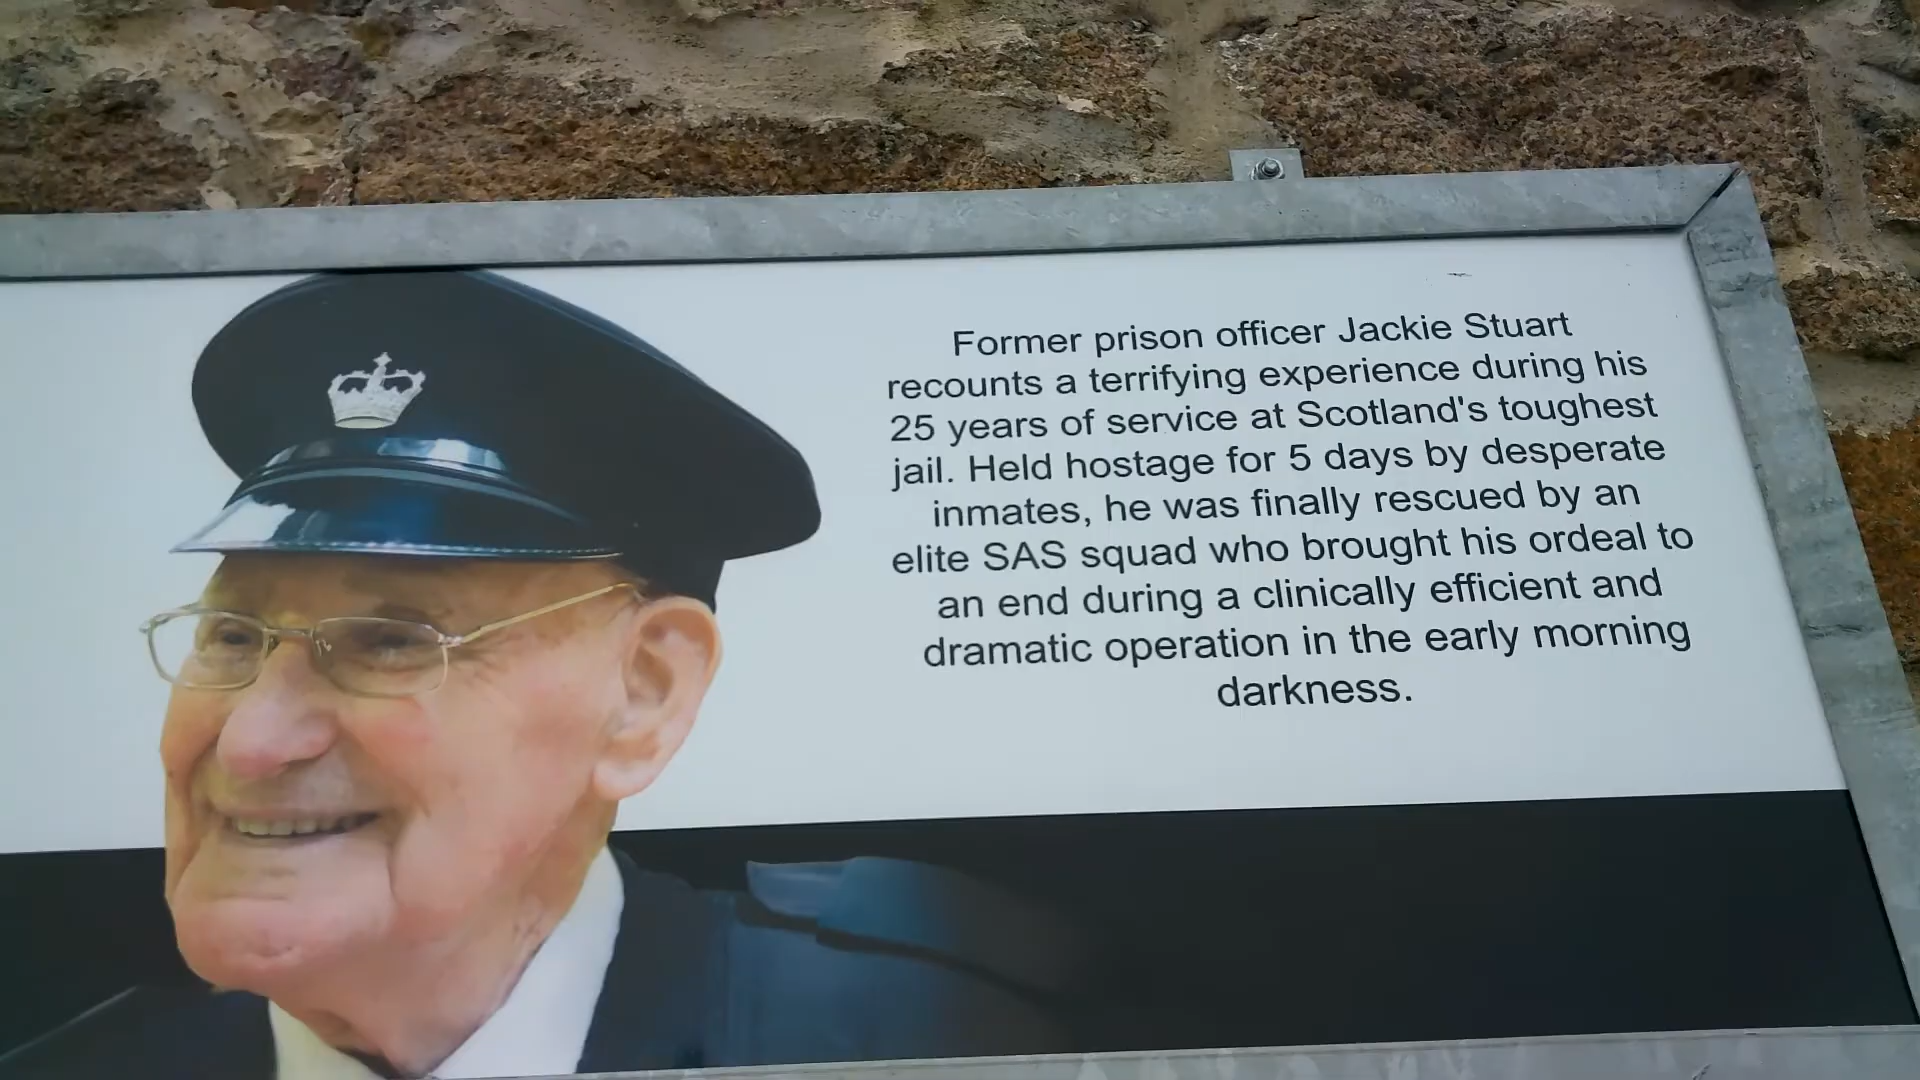 Former prison officer Jackie Stuart
recounts a terrifying experience during his
25 years of service at Scotland's toughest
jail. Held hostage for 5 days by desperate
inmates, he was finally rescued by an
elite SAS squad who brought his ordeal to
an end during a clinically efficient and
dramatic operation in the early morning
darkness.